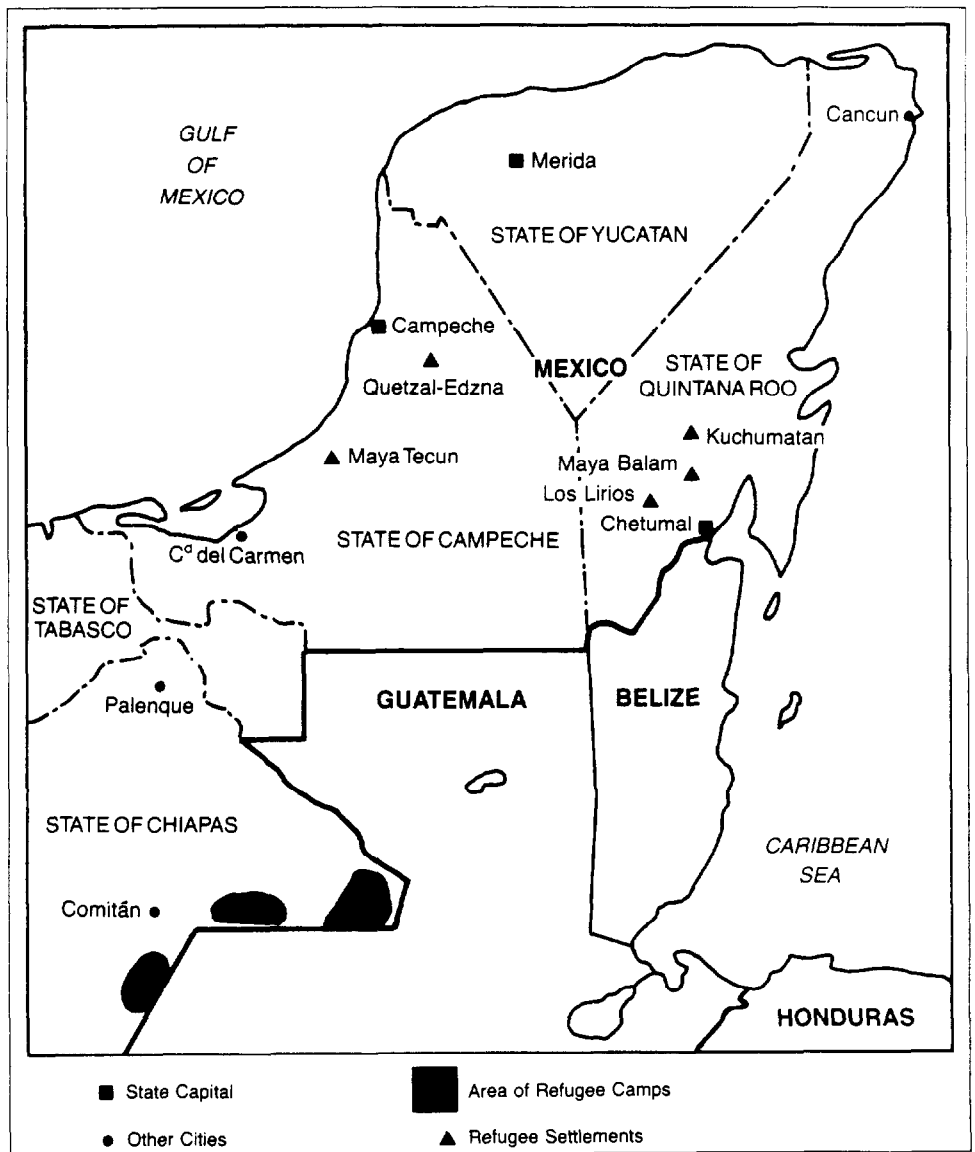 GULF
OF
MEXICO
Cancun
Merida
STATE OF YUCATAN
Campeche
Quetzal-Edzna
MEXICO
STATE OF
QUINTANA ROO
Kuchumatan
Maya Tecun
Maya Balam
Los Lirios
Chetumal
STATE OF CAMPECHE
Cd del Carmen
STATE OF
TABASCO
Palenque
GUATEMALA
BELIZE
STATE OF CHIAPAS
CARIBBEAN
SEA
Comitán
HONDURAS
State Capital
Area of Refugee Camps
Other Cities
Refugee Settlements